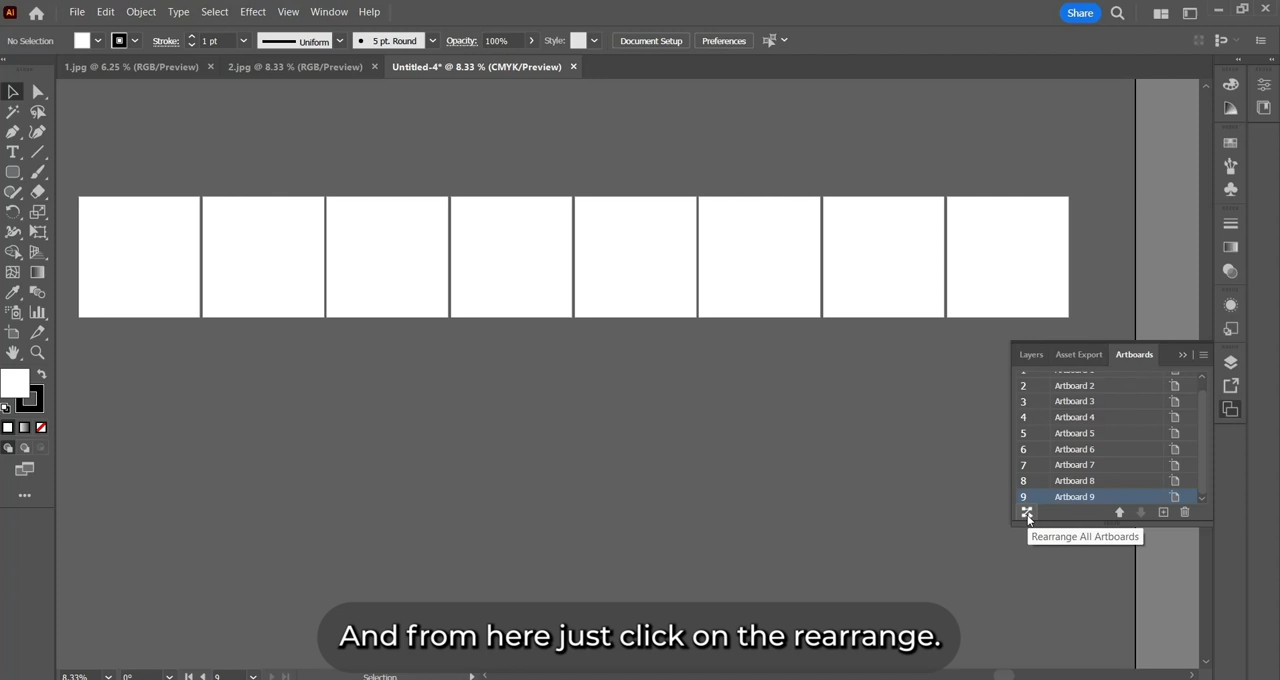 Ai File Edit Object Type Select Effect View Window Help Share
No Selection Stroke: 1 pt Uniform 5 pt. Round Opacity: 100% Style: Document Setup Preferences
1.jpg @ 6.25 % (RGB/Preview) × 2.jpg @ 8.33 % (RGB/Preview) × Untitled-4* @ 8.33 % (CMYK/Preview) ×
Layers Asset Export Artboards
1 Artboard 1
2 Artboard 2
3 Artboard 3
4 Artboard 4
5 Artboard 5
6 Artboard 6
7 Artboard 7
8 Artboard 8
9 Artboard 9
Rearrange All Artboards
And from here just click on the rearrange.
8.33% 0° 9 Selection